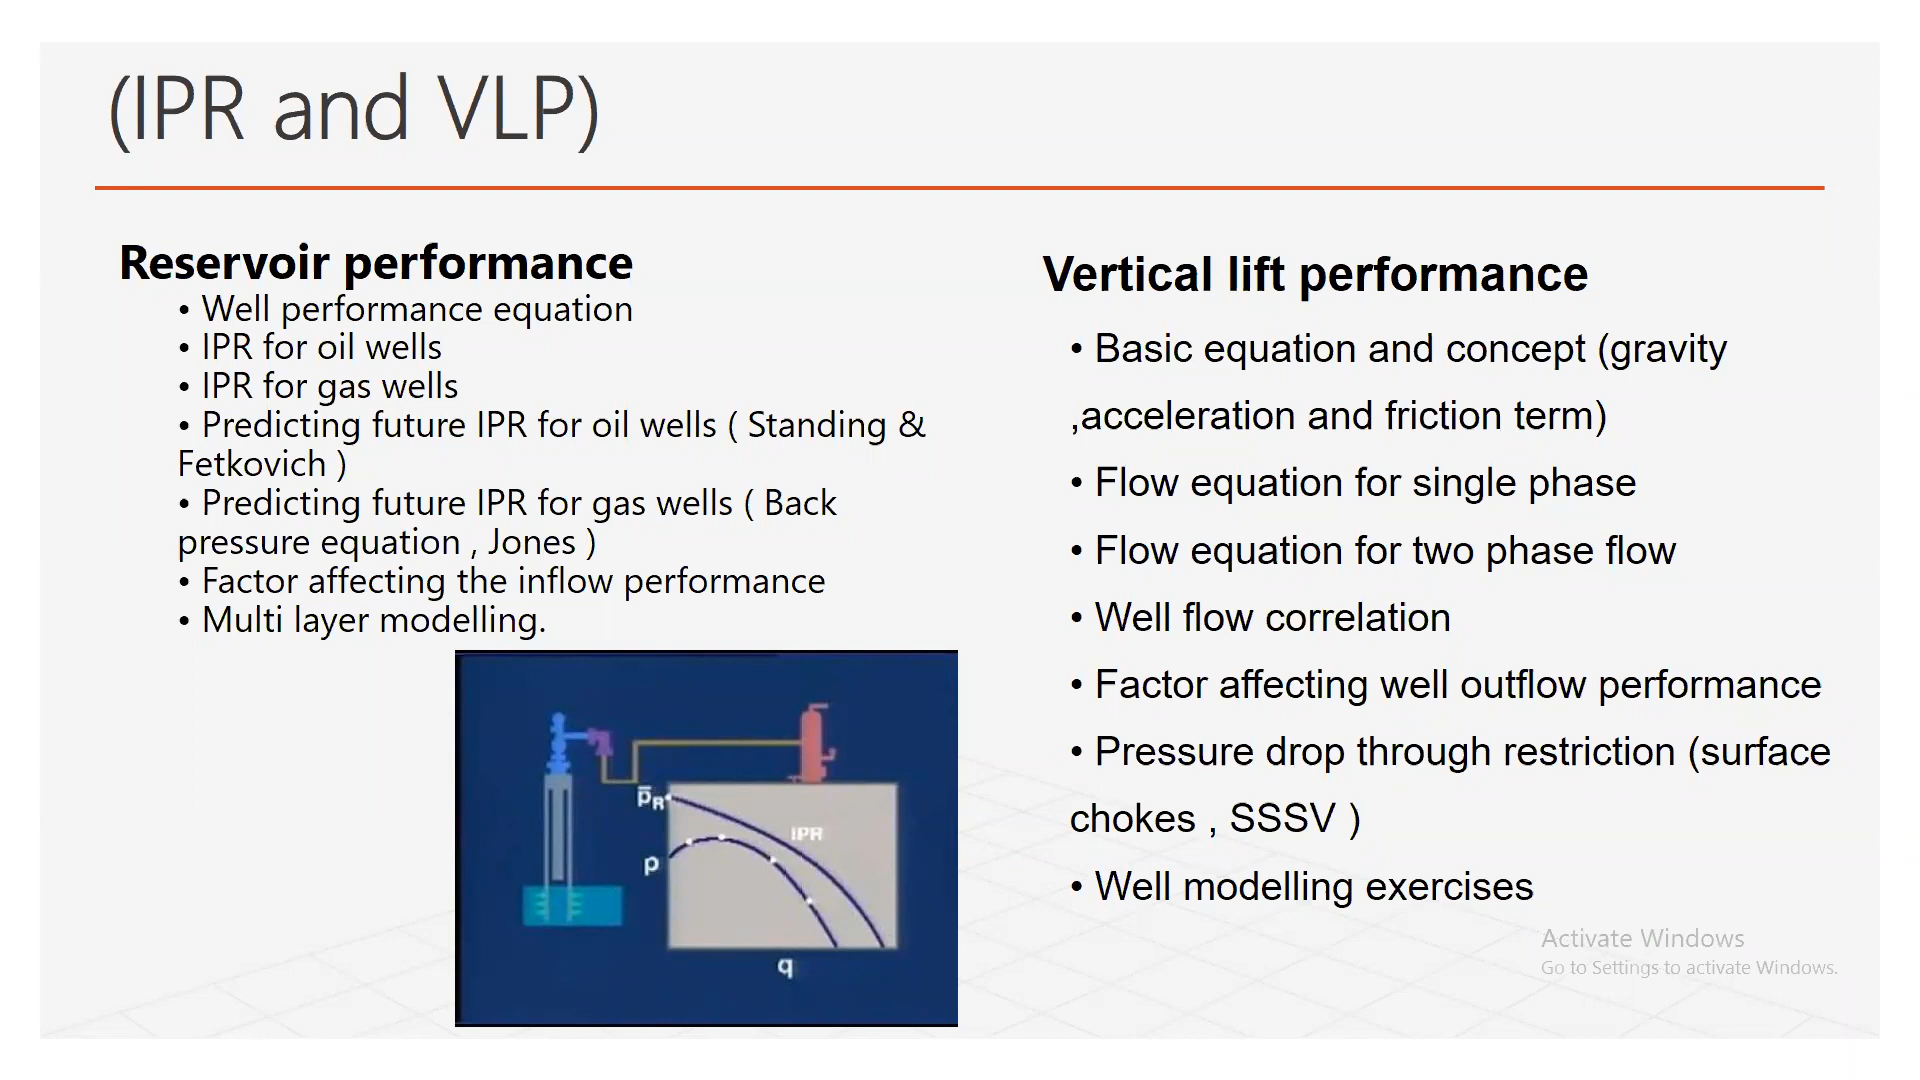 (IPR and VLP)
Reservoir performance
• Well performance equation
• IPR for oil wells
• IPR for gas wells
• Predicting future IPR for oil wells ( Standing &
Fetkovich )
• Predicting future IPR for gas wells ( Back
pressure equation , Jones )
• Factor affecting the inflow performance
• Multi layer modelling.
p̅R
IPR
p
q
Vertical lift performance
• Basic equation and concept (gravity
,acceleration and friction term)
• Flow equation for single phase
• Flow equation for two phase flow
• Well flow correlation
• Factor affecting well outflow performance
• Pressure drop through restriction (surface
chokes , SSSV )
• Well modelling exercises
Activate Windows
Go to Settings to activate Windows.